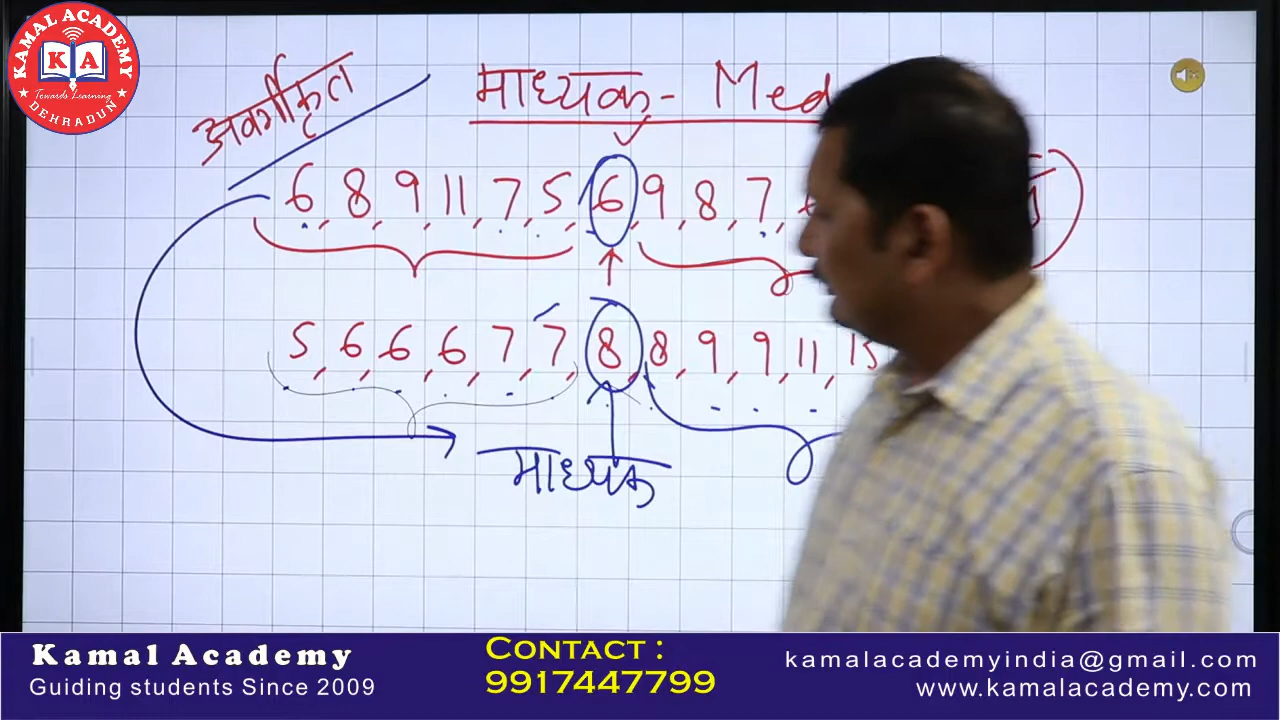 KAMAL ACADEMY
K A
Towards Learning
DEHRADUN
अवर्गीकृत
माध्यक - Med
6, 8, 9, 11, 7, 5, 6, 9, 8, 7,
5, 6, 6, 6, 7, 7, 8, 8, 9, 9, 11, 15
माध्यक
Kamal Academy
Guiding students Since 2009
CONTACT :
9917447799
kamalacademyindia@gmail.com
www.kamalacademy.com